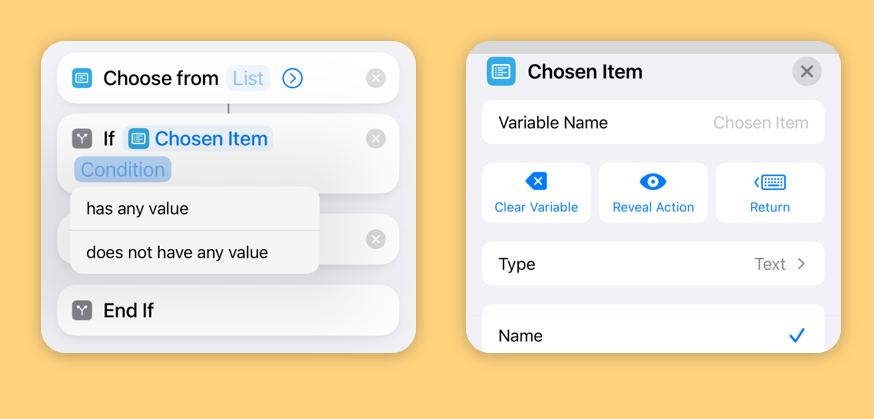 Choose from List
If Chosen Item
Condition
has any value
does not have any value
End If
Chosen Item
Variable Name Chosen Item
Clear Variable Reveal Action Return
Type Text
Name